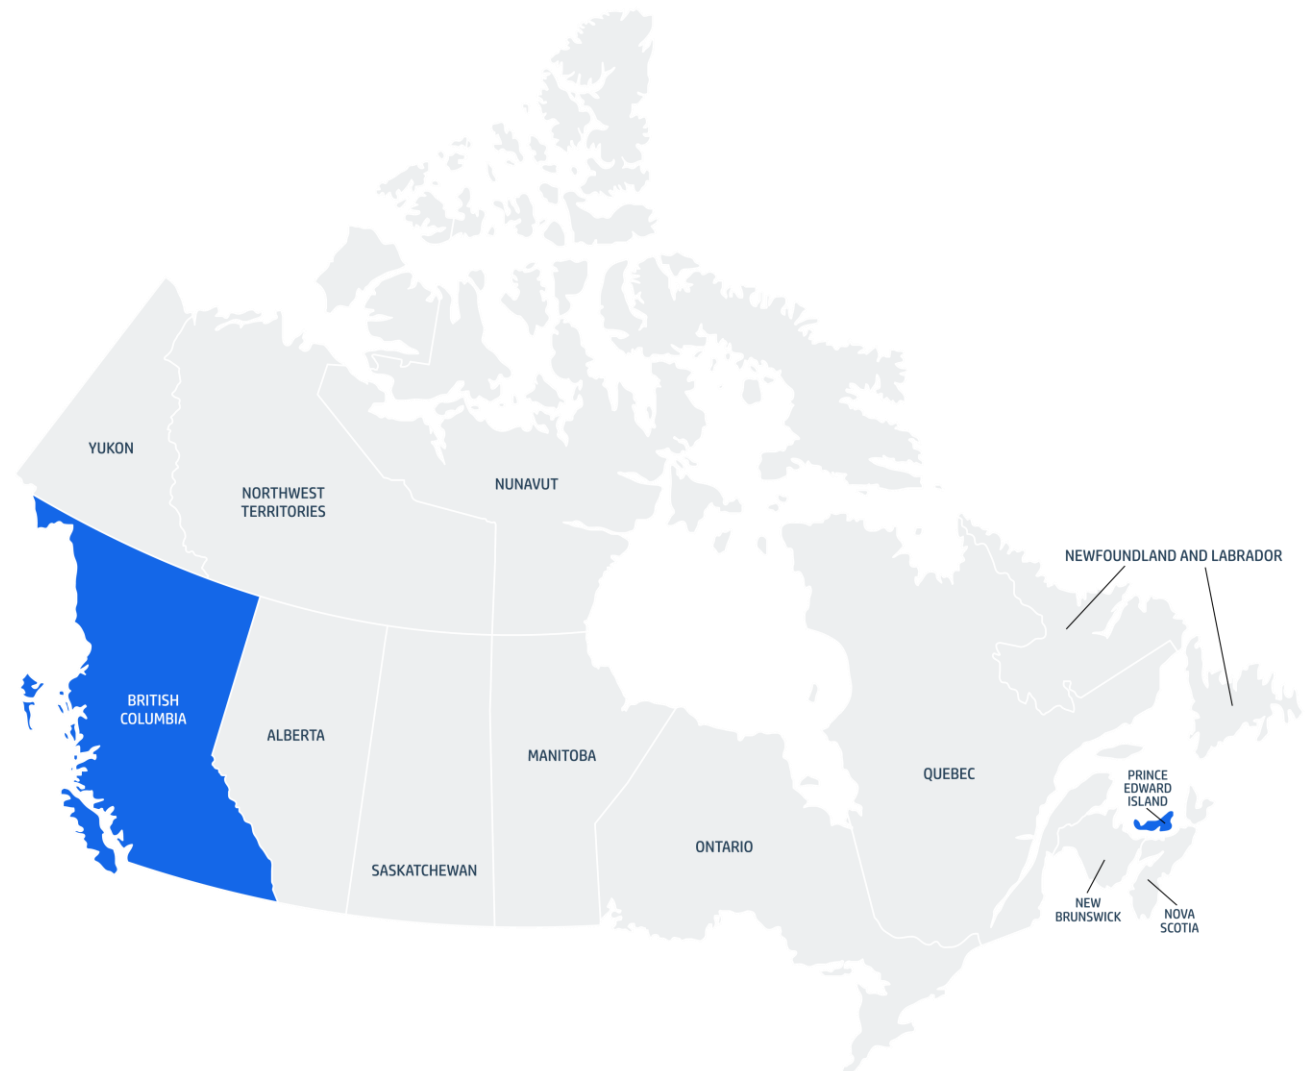 YUKON
NORTHWEST
TERRITORIES
NUNAVUT
NEWFOUNDLAND AND LABRADOR
BRITISH
COLUMBIA
ALBERTA
MANITOBA
QUEBEC
PRINCE
EDWARD
ISLAND
ONTARIO
SASKATCHEWAN
NEW
BRUNSWICK
NOVA
SCOTIA